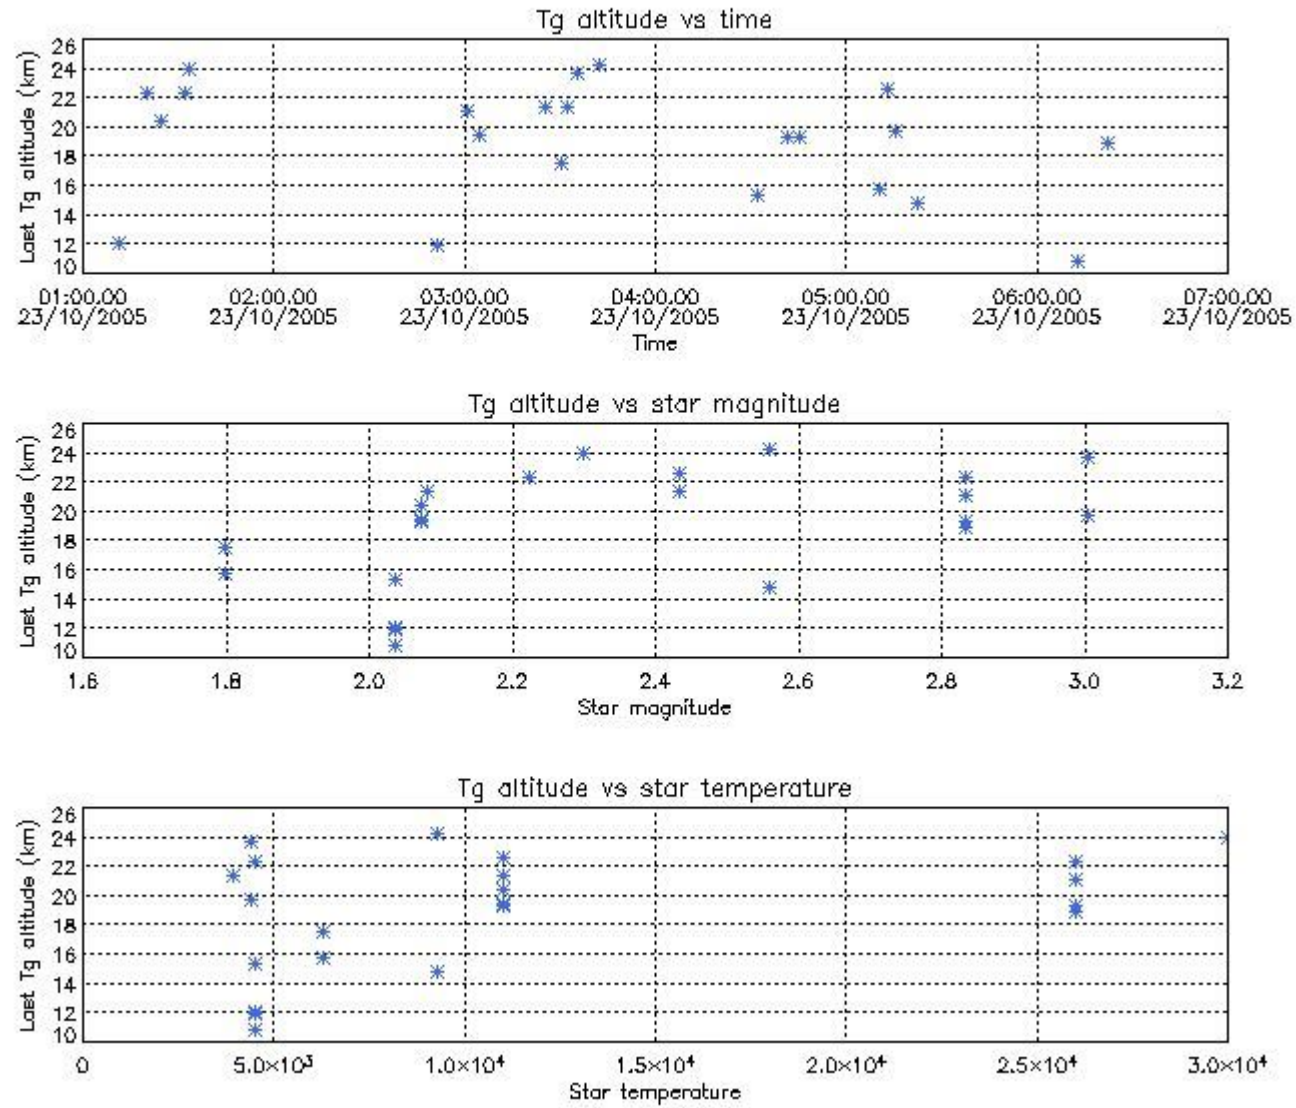 Tg altitude vs time
Last Tg altitude (km)
26
24
22
20
18
16
14
12
10
01:00.00 02:00.00 03:00.00 04:00.00 05:00.00 06:00.00 07:00.00
23/10/2005 23/10/2005 23/10/2005 23/10/2005 23/10/2005 23/10/2005 23/10/2005
Time
Tg altitude vs star magnitude
Last Tg altitude (km)
26
24
22
20
18
16
14
12
10
1.6 1.8 2.0 2.2 2.4 2.6 2.8 3.0 3.2
Star magnitude
Tg altitude vs star temperature
Last Tg altitude (km)
26
24
22
20
18
16
14
12
10
0 5.0×10³ 1.0×10⁴ 1.5×10⁴ 2.0×10⁴ 2.5×10⁴ 3.0×10⁴
Star temperature